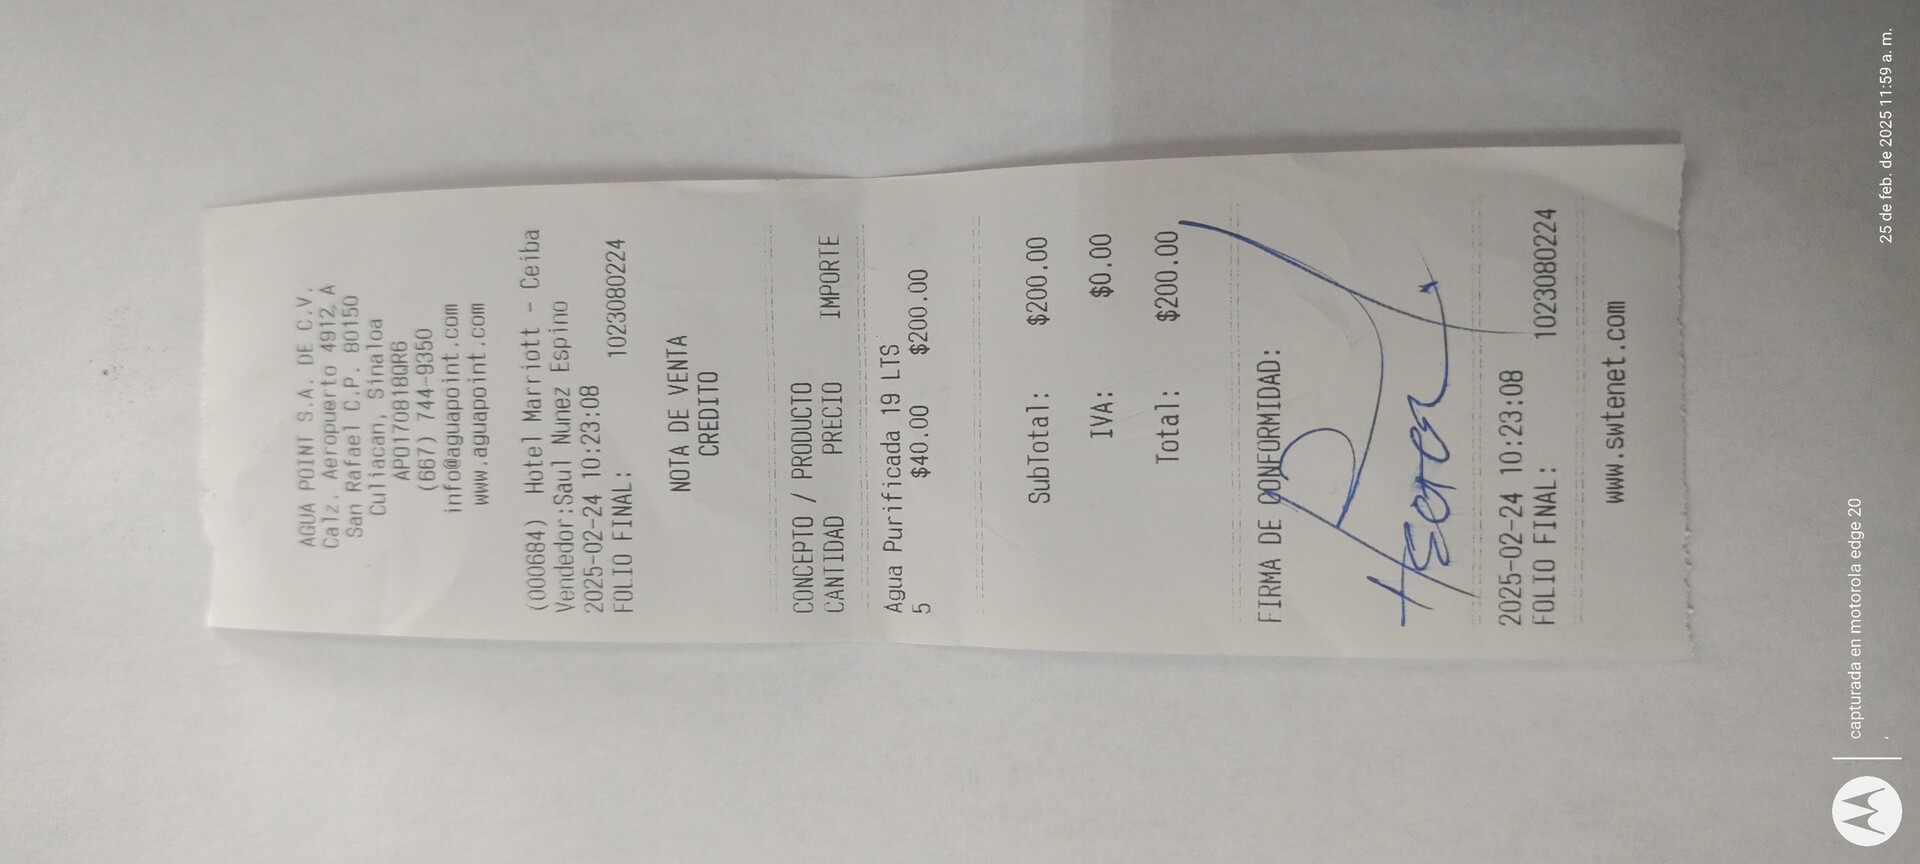 AGUA POINT S.A. DE C.V.
Calz. Aeropuerto 4912, A
San Rafael C.P. 80150
Culiacan, Sinaloa
APO170818QR6
(667) 744-9350
info@aguapoint.com
www.aguapoint.com
(000684) Hotel Marriott - Ceiba
Vendedor:Saul Nunez Espino
2025-02-24 10:23:08
FOLIO FINAL: 1023080224
NOTA DE VENTA
CREDITO
CONCEPTO / PRODUCTO
CANTIDAD PRECIO IMPORTE
Agua Purificada 19 LTS
5 $40.00 $200.00
SubTotal: $200.00
IVA: $0.00
Total: $200.00
FIRMA DE CONFORMIDAD:
2025-02-24 10:23:08
FOLIO FINAL: 1023080224
www.swtenet.com
capturada en motorola edge 20
25 de feb. de 2025 11:59 a. m.